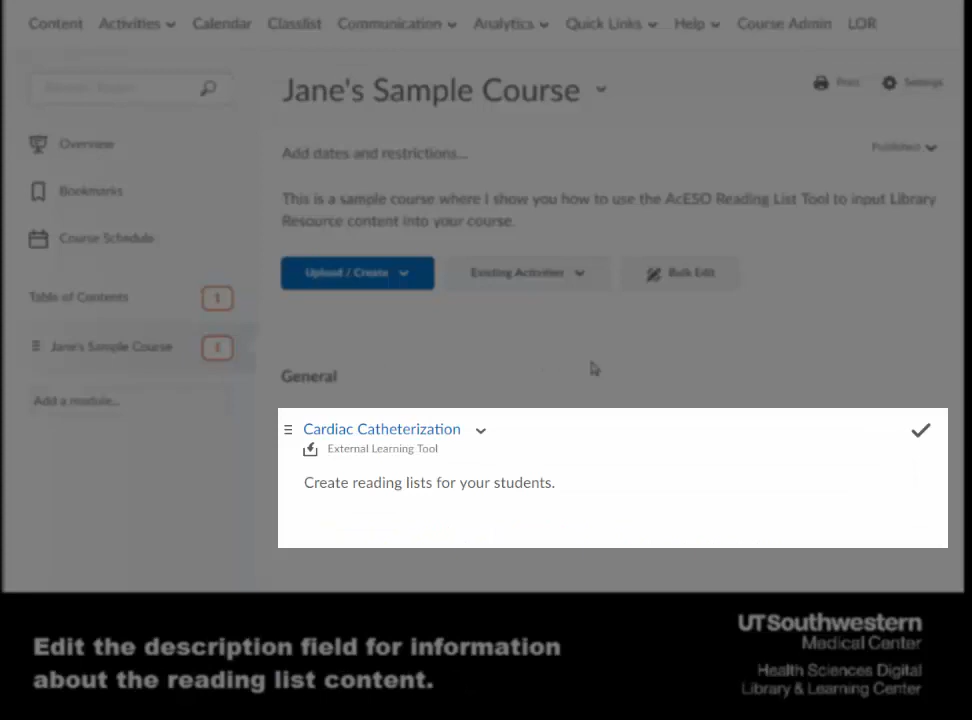 Content Activities Calendar Classlist Communication Analytics Quick Links Help Course Admin LOR
Jane's Sample Course
Print Settings
Overview
Add dates and restrictions...
Published
Bookmarks
This is a sample course where I show you how to use the AcESO Reading List Tool to input Library
Resource content into your course.
Course Schedule
Upload / Create Existing Activities Bulk Edit
Table of Contents 1
Jane's Sample Course
General
Add a module...
Cardiac Catheterization
External Learning Tool
Create reading lists for your students.
Edit the description field for information
about the reading list content.
UTSouthwestern
Medical Center
Health Sciences Digital
Library & Learning Center